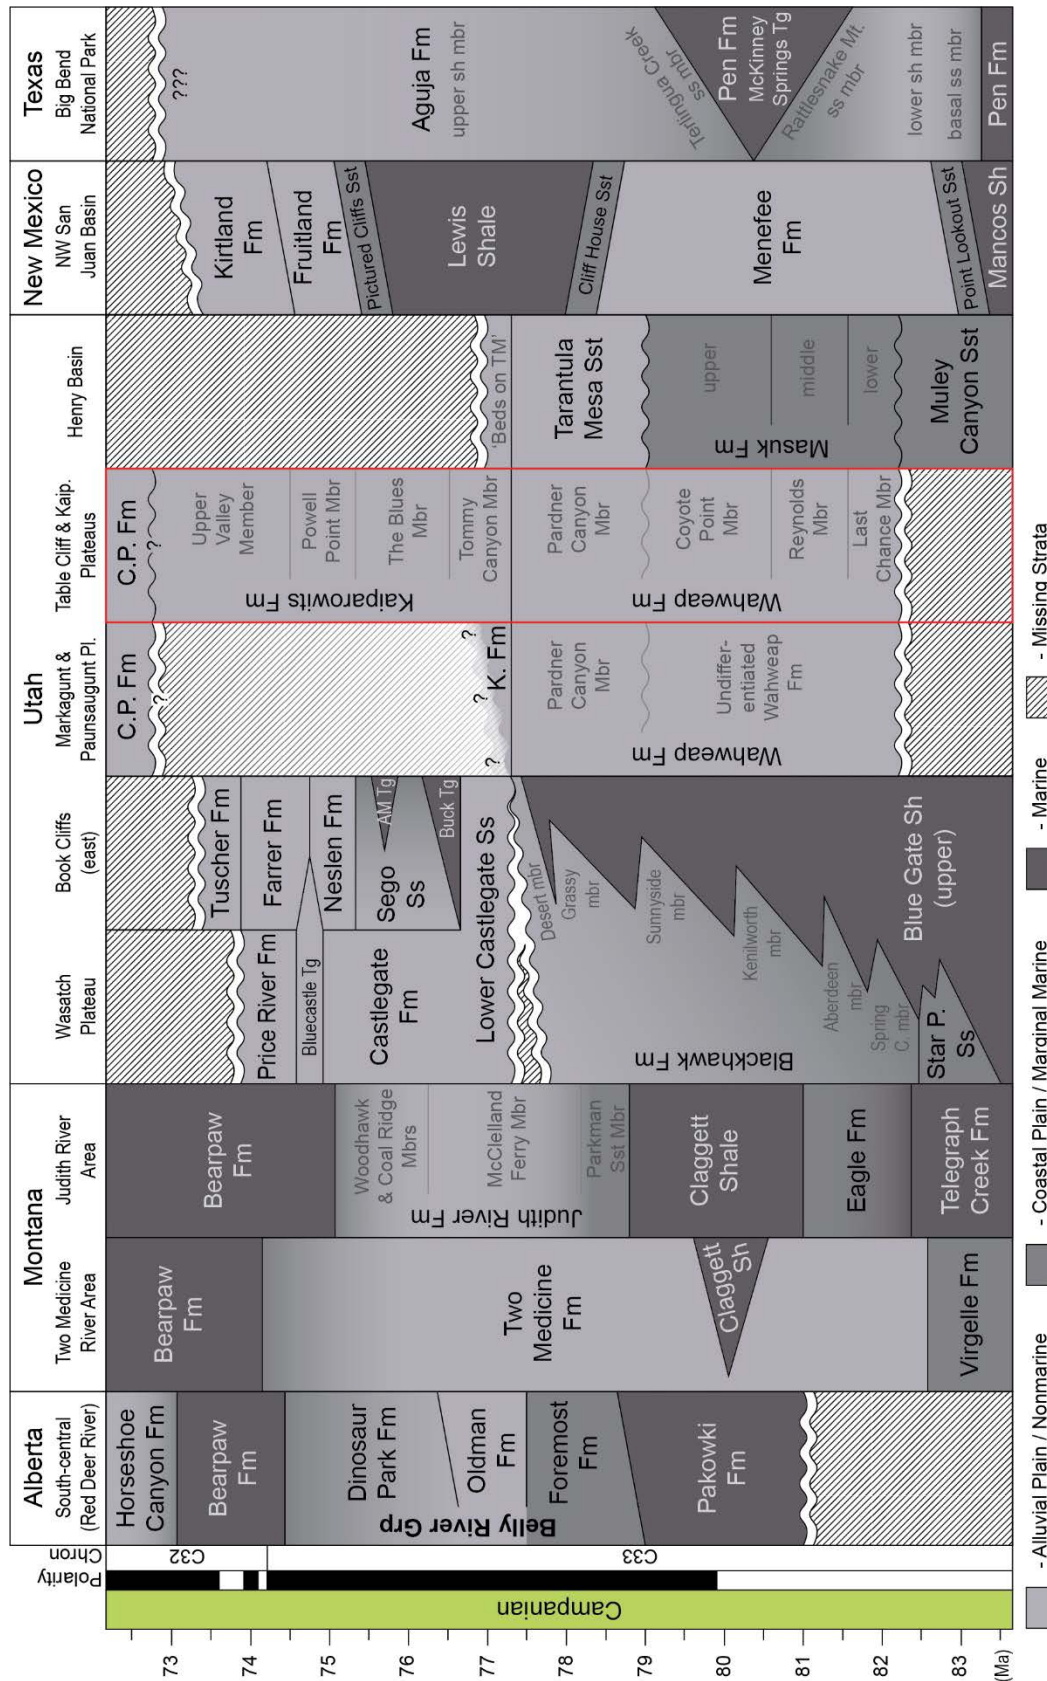 Campanian
Polarity
Chron
C32
C33
73
74
75
76
77
78
79
80
81
82
83
(Ma)
Alberta
South-central
(Red Deer River)
Horseshoe
Canyon Fm
Bearpaw
Fm
Belly River Grp
Dinosaur
Park Fm
Oldman
Fm
Foremost
Fm
Pakowki
Fm
Montana
Two Medicine
River Area
Bearpaw
Fm
Two
Medicine
Fm
Claggett
Sh
Virgelle Fm
Judith River
Area
Bearpaw
Fm
Judith River Fm
Woodhawk
& Coal Ridge
Mbrs
McClelland
Ferry Mbr
Parkman
Sst Mbr
Claggett
Shale
Eagle Fm
Telegraph
Creek Fm
Utah
Wasatch
Plateau
Price River Fm
Bluecastle Tg
Castlegate
Fm
Lower Castlegate Ss
Blackhawk Fm
Star P.
Ss
Book Cliffs
(east)
Tuscher Fm
Farrer Fm
Neslen Fm
Sego
Ss
AM Tg
Buck Tg
Desert mbr
Grassy
mbr
Sunnyside
mbr
Kenilworth
mbr
Aberdeen
mbr
Spring
C. mbr
Blue Gate Sh
(upper)
Markagunt &
Paunsaugunt Pl.
C.P. Fm
?
?
?
?
K. Fm
Wahweap Fm
Pardner
Canyon
Mbr
Undiffer-
entiated
Wahweap
Fm
Table Cliff & Kaip.
Plateaus
C.P. Fm
?
Kaiparowits Fm
Upper
Valley
Member
Powell
Point Mbr
The Blues
Mbr
Tommy
Canyon Mbr
Wahweap Fm
Pardner
Canyon
Mbr
Coyote
Point
Mbr
Reynolds
Mbr
Last
Chance Mbr
Henry Basin
'Beds on TM'
Tarantula
Mesa Sst
Masuk Fm
upper
middle
lower
Muley
Canyon Sst
New Mexico
NW San
Juan Basin
Kirtland
Fm
Fruitland
Fm
Pictured Cliffs Sst
Lewis
Shale
Cliff House Sst
Menefee
Fm
Point Lookout Sst
Mancos Sh
Texas
Big Bend
National Park
???
Aguja Fm
upper sh mbr
Terlingua Creek
ss mbr
Pen Fm
McKinney
Springs Tg
Rattlesnake Mt.
ss mbr
lower sh mbr
basal ss mbr
Pen Fm
- Alluvial Plain / Nonmarine
- Coastal Plain / Marginal Marine
- Marine
- Missing Strata